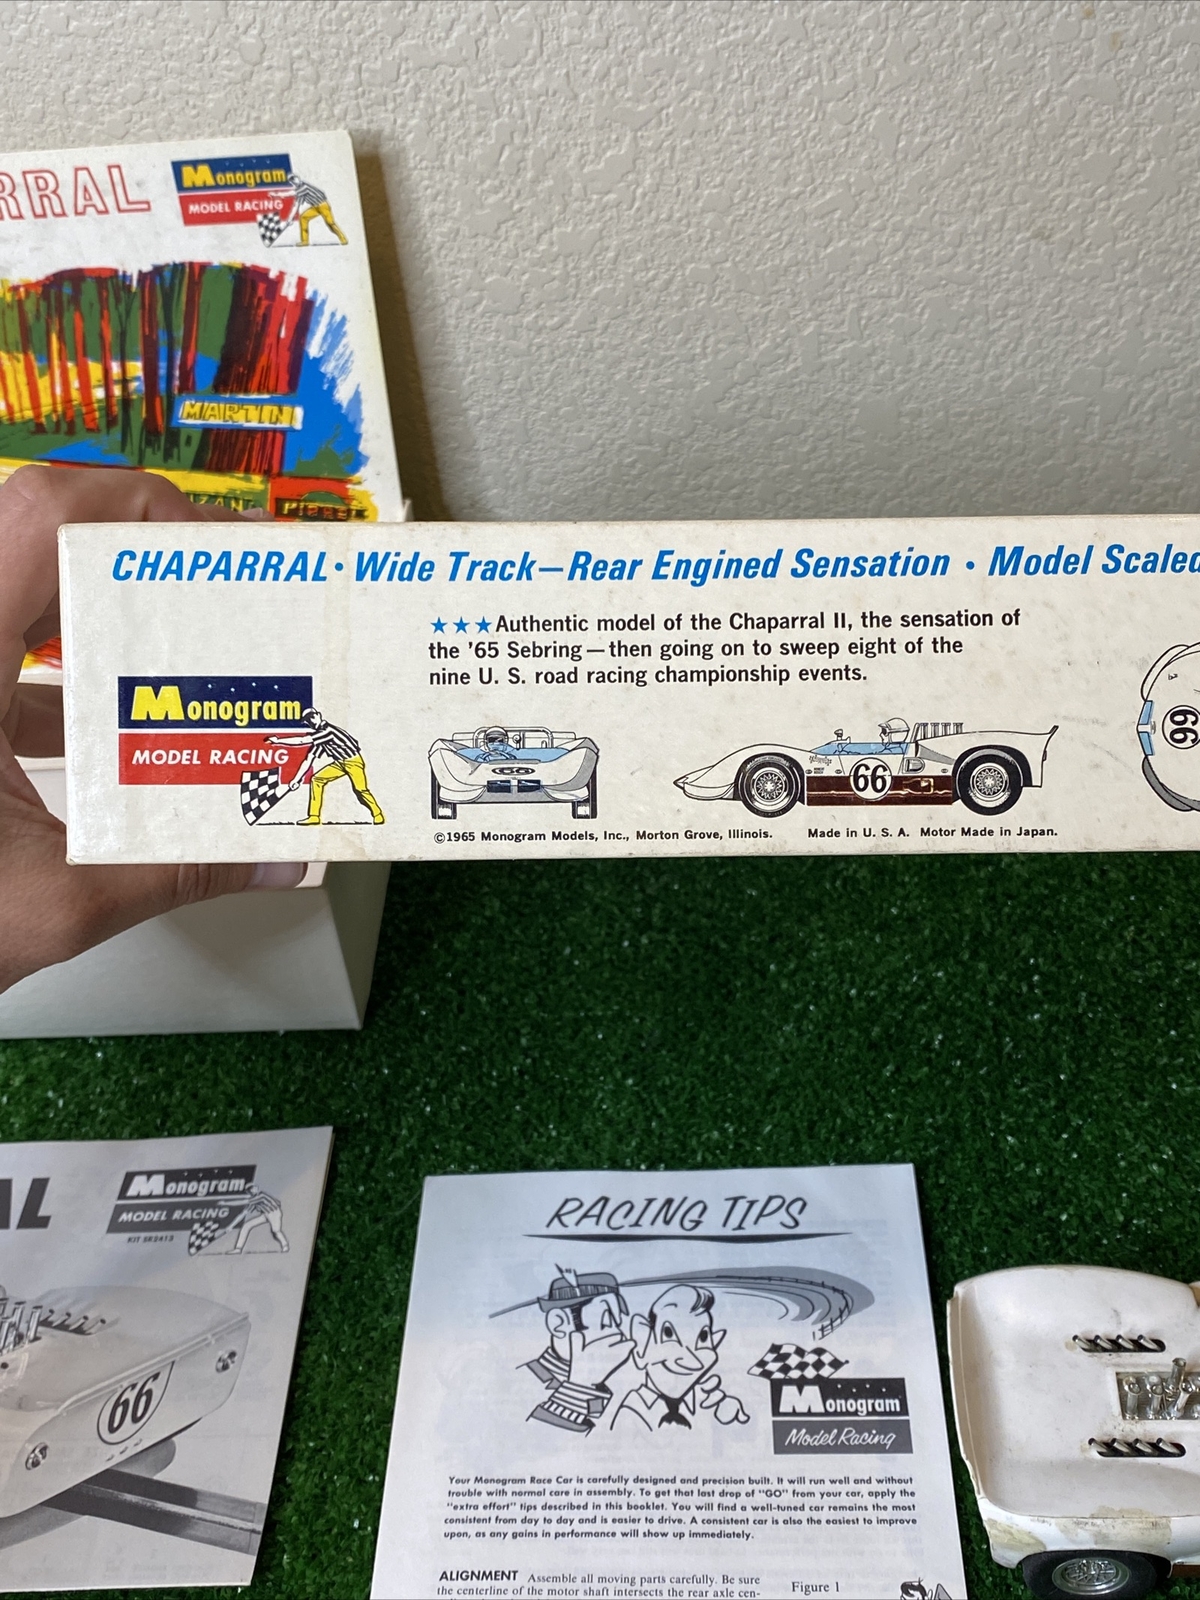 RRAL
Monogram
MODEL RACING
MARTIN
CHAPARRAL · Wide Track—Rear Engined Sensation · Model Scaled
★★★Authentic model of the Chaparral II, the sensation of
the '65 Sebring—then going on to sweep eight of the
nine U. S. road racing championship events.
Monogram
MODEL RACING
66
66
66
©1965 Monogram Models, Inc., Morton Grove, Illinois.
Made in U. S. A. Motor Made in Japan.
AL
Monogram
MODEL RACING
KIT SR2413
66
RACING TIPS
Monogram
Model Racing
Your Monogram Race Car is carefully designed and precision built. It will run well and without
trouble with normal care in assembly. To get that last drop of "GO" from your car, apply the
"extra effort" tips described in this booklet. You will find a well-tuned car remains the most
consistent from day to day and is easier to drive. A consistent car is also the easiest to improve
upon, as any gains in performance will show up immediately.
ALIGNMENT Assemble all moving parts carefully. Be sure
the centerline of the motor shaft intersects the rear axle cen-
Figure 1